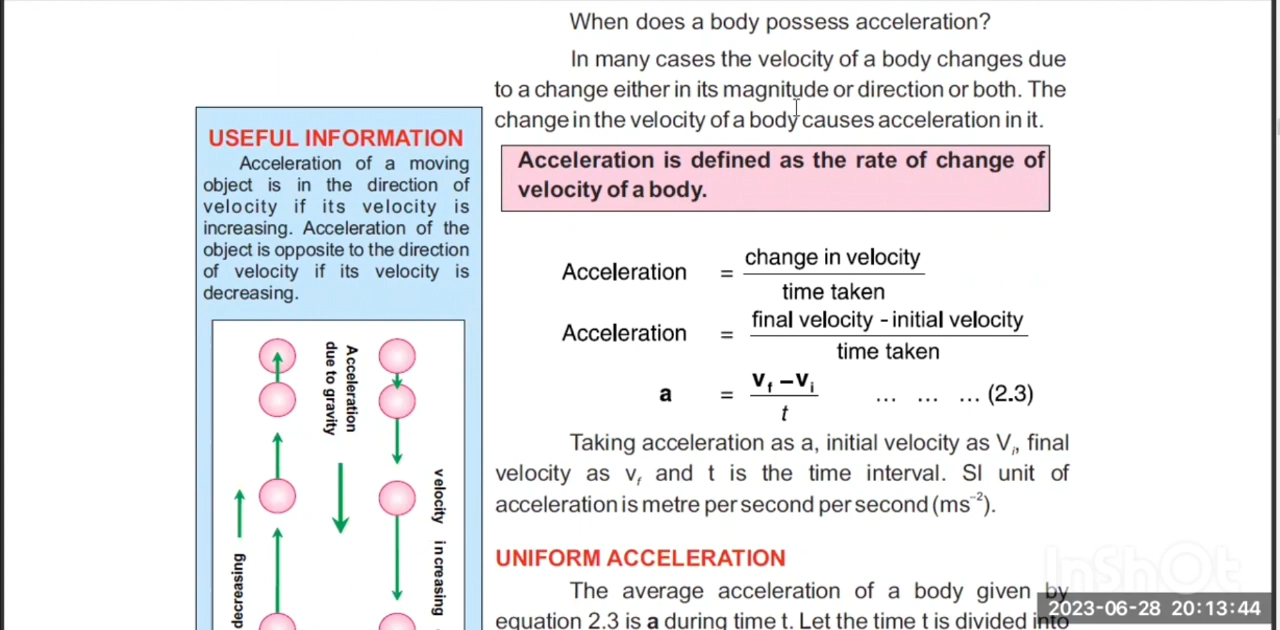 When does a body possess acceleration?
In many cases the velocity of a body changes due
to a change either in its magnitude or direction or both. The
change in the velocity of a body causes acceleration in it.
Acceleration is defined as the rate of change of
velocity of a body.
Acceleration = change in velocity
time taken
Acceleration = final velocity - initial velocity
time taken
a = vf – vi
t
... ... ... (2.3)
Taking acceleration as a, initial velocity as Vi, final
velocity as vf and t is the time interval. SI unit of
acceleration is metre per second per second (ms⁻²).
UNIFORM ACCELERATION
The average acceleration of a body given by
equation 2.3 is a during time t. Let the time t is divided into
USEFUL INFORMATION
Acceleration of a moving
object is in the direction of
velocity if its velocity is
increasing. Acceleration of the
object is opposite to the direction
of velocity if its velocity is
decreasing.
Acceleration
due to gravity
velocity increasing
decreasing
InShOt
2023-06-28 20:13:44